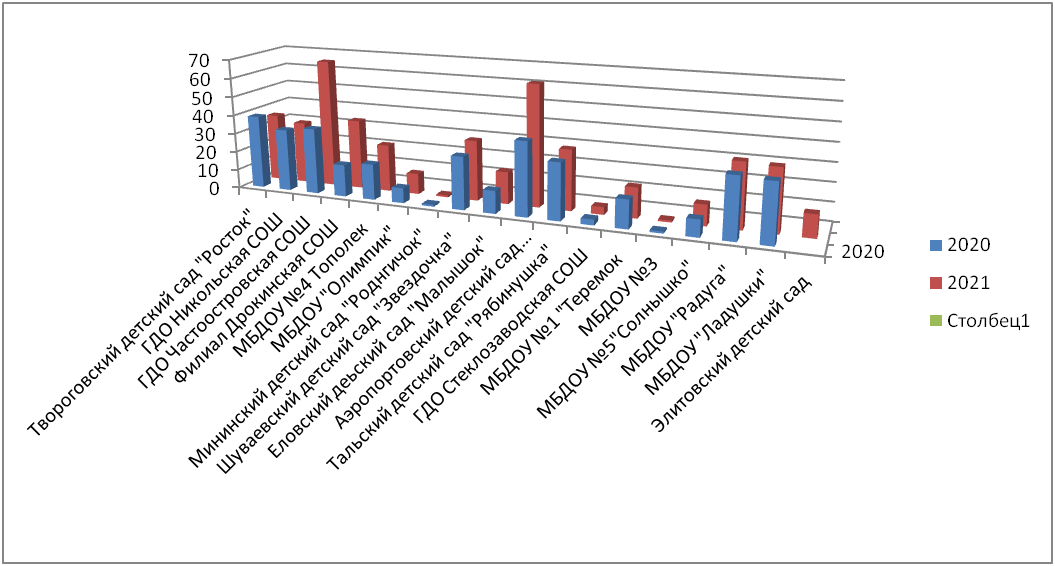 70
60
50
40
30
20
10
0
Твороговский детский сад "Росток"
ГДО Никольская СОШ
ГДО Частоостровская СОШ
Филиал Дрокинская СОШ
МБДОУ №4 Тополек
МБДОУ "Олимпик"
Мининский детский сад "Роднгичок"
Шуваевский детский сад "Звездочка"
Еловский деьский сад "Малышок"
Аэропортовский детский сад…
Тальский детский сад "Рябинушка"
ГДО Стеклозаводская СОШ
МБДОУ №1 "Теремок
МБДОУ №3
МБДОУ №5"Солнышко"
МБДОУ "Радуга"
МБДОУ "Ладушки"
Элитовский детский сад
2020
2020
2021
Столбец1